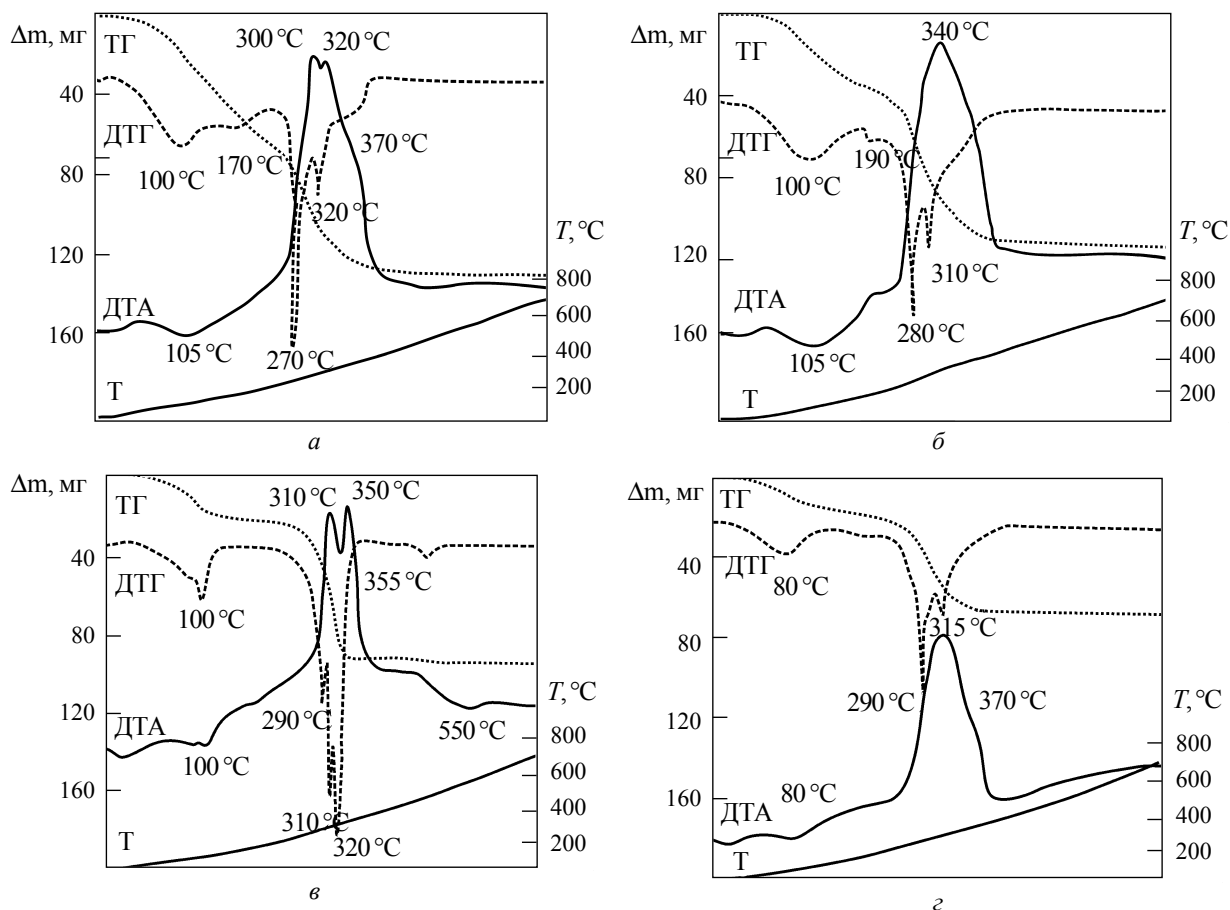 Δm, мг
ТГ
300 °C 320 °C
40
ДТГ
370 °C
170 °C
100 °C
80
320 °C
T, °C
120
800
ДТА
600
160
105 °C
270 °C
400
Т
200
а
Δm, мг
ТГ
340 °C
40
ДТГ
190 °C
100 °C
80
T, °C
120
310 °C
800
ДТА
600
160
105 °C
280 °C
400
Т
200
б
Δm, мг
ТГ
310 °C
350 °C
40
ДТГ
355 °C
100 °C
80
T, °C
120
290 °C
ДТА
550 °C
800
100 °C
600
160
310 °C
400
Т
320 °C
200
в
Δm, мг
ТГ
40
ДТГ
80 °C
315 °C
80
290 °C
370 °C
T, °C
120
800
80 °C
600
160
ДТА
400
Т
200
г